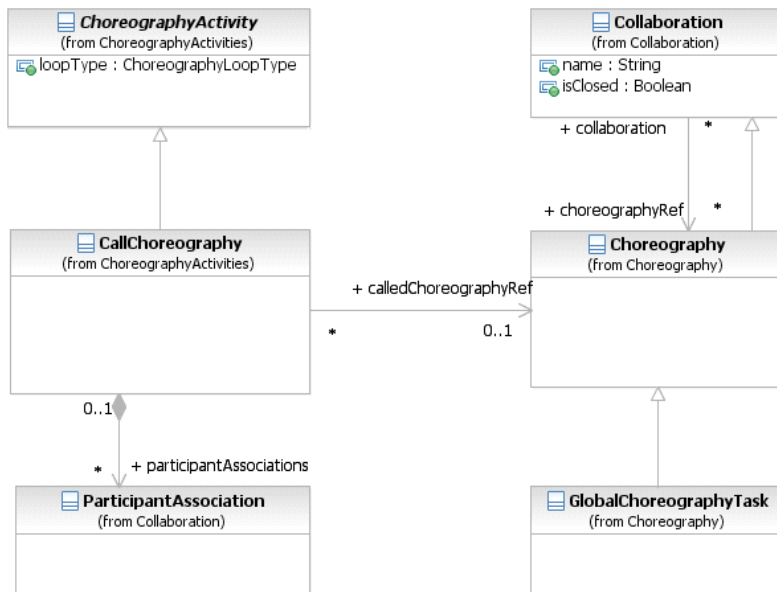 ChoreographyActivity
(from ChoreographyActivities)
loopType : ChoreographyLoopType
Collaboration
(from Collaboration)
name : String
isClosed : Boolean
+ collaboration
*
+ choreographyRef
*
CallChoreography
(from ChoreographyActivities)
Choreography
(from Choreography)
+ calledChoreographyRef
*
0..1
0..1
*
+ participantAssociations
ParticipantAssociation
(from Collaboration)
GlobalChoreographyTask
(from Choreography)